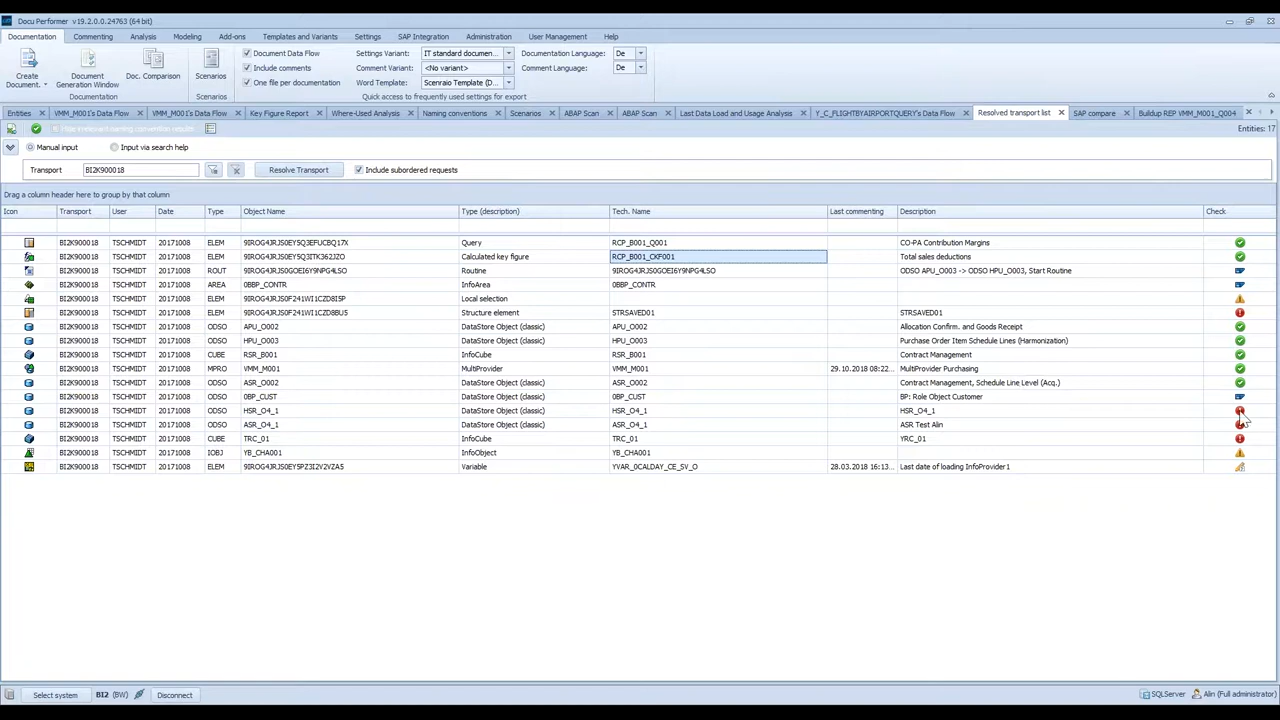 Docu Performer v19.2.0.0.24763 (64 bit)
Documentation Commenting Analysis Modeling Add-ons Templates and Variants Settings SAP Integration Administration User Management Help
Create Document. Document Generation Window Doc. Comparison Scenarios
Document Data Flow Settings Variant: IT standard documen... Documentation Language: De
Include comments Comment Variant: <No variant> Comment Language: De
One file per documentation Word Template: Scenraio Template (D...
Documentation Scenarios Quick access to frequently used settings for export
Entities VMM_M001's Data Flow VMM_M001's Data Flow Key Figure Report Where-Used Analysis Naming conventions Scenarios ABAP Scan ABAP Scan Last Data Load and Usage Analysis Y_C_FLIGHTBYAIRPORTQUERY's Data Flow Resolved transport list SAP compare Buildup REP VMM_M001_Q004
Entities: 17
Manual input Input via search help
Transport BI2K900018 Resolve Transport Include subordered requests
Drag a column header here to group by that column
Icon Transport User Date Type Object Name Type (description) Tech. Name Last commenting Description Check
BI2K900018 TSCHMIDT 20171008 ELEM 9IROG4JRJS0EY5Q3EFUCBQ17X Query RCP_B001_Q001 CO-PA Contribution Margins
BI2K900018 TSCHMIDT 20171008 ELEM 9IROG4JRJS0EY5Q3ITK362JZO Calculated key figure RCP_B001_CKF001 Total sales deductions
BI2K900018 TSCHMIDT 20171008 ROUT 9IROG4JRJS0GOEI6Y9NPG4LSO Routine 9IROG4JRJS0GOEI6Y9NPG4LSO ODSO APU_O003 -> ODSO HPU_O003, Start Routine
BI2K900018 TSCHMIDT 20171008 AREA 0BBP_CONTR InfoArea 0BBP_CONTR
BI2K900018 TSCHMIDT 20171008 ELEM 9IROG4JRJS0F241WI1CZD8I5P Local selection
BI2K900018 TSCHMIDT 20171008 ELEM 9IROG4JRJS0F241WI1CZD8BU5 Structure element STRSAVED01 STRSAVED01
BI2K900018 TSCHMIDT 20171008 ODSO APU_O002 DataStore Object (classic) APU_O002 Allocation Confirm. and Goods Receipt
BI2K900018 TSCHMIDT 20171008 ODSO HPU_O003 DataStore Object (classic) HPU_O003 Purchase Order Item Schedule Lines (Harmonization)
BI2K900018 TSCHMIDT 20171008 CUBE RSR_B001 InfoCube RSR_B001 Contract Management
BI2K900018 TSCHMIDT 20171008 MPRO VMM_M001 MultiProvider VMM_M001 29.10.2018 08:22... MultiProvider Purchasing
BI2K900018 TSCHMIDT 20171008 ODSO ASR_O002 DataStore Object (classic) ASR_O002 Contract Management, Schedule Line Level (Acq.)
BI2K900018 TSCHMIDT 20171008 ODSO 0BP_CUST DataStore Object (classic) 0BP_CUST BP: Role Object Customer
BI2K900018 TSCHMIDT 20171008 ODSO HSR_O4_1 DataStore Object (classic) HSR_O4_1 HSR_O4_1
BI2K900018 TSCHMIDT 20171008 ODSO ASR_O4_1 DataStore Object (classic) ASR_O4_1 ASR Test Alin
BI2K900018 TSCHMIDT 20171008 CUBE TRC_01 InfoCube TRC_01 YRC_01
BI2K900018 TSCHMIDT 20171008 IOBJ YB_CHA001 InfoObject YB_CHA001
BI2K900018 TSCHMIDT 20171008 ELEM 9IROG4JRJS0EY5PZ3I2V2VZA5 Variable YVAR_0CALDAY_CE_SV_O 28.03.2018 16:13... Last date of loading InfoProvider1
Select system BI2 (BW) Disconnect SQLServer Alin (Full administrator)